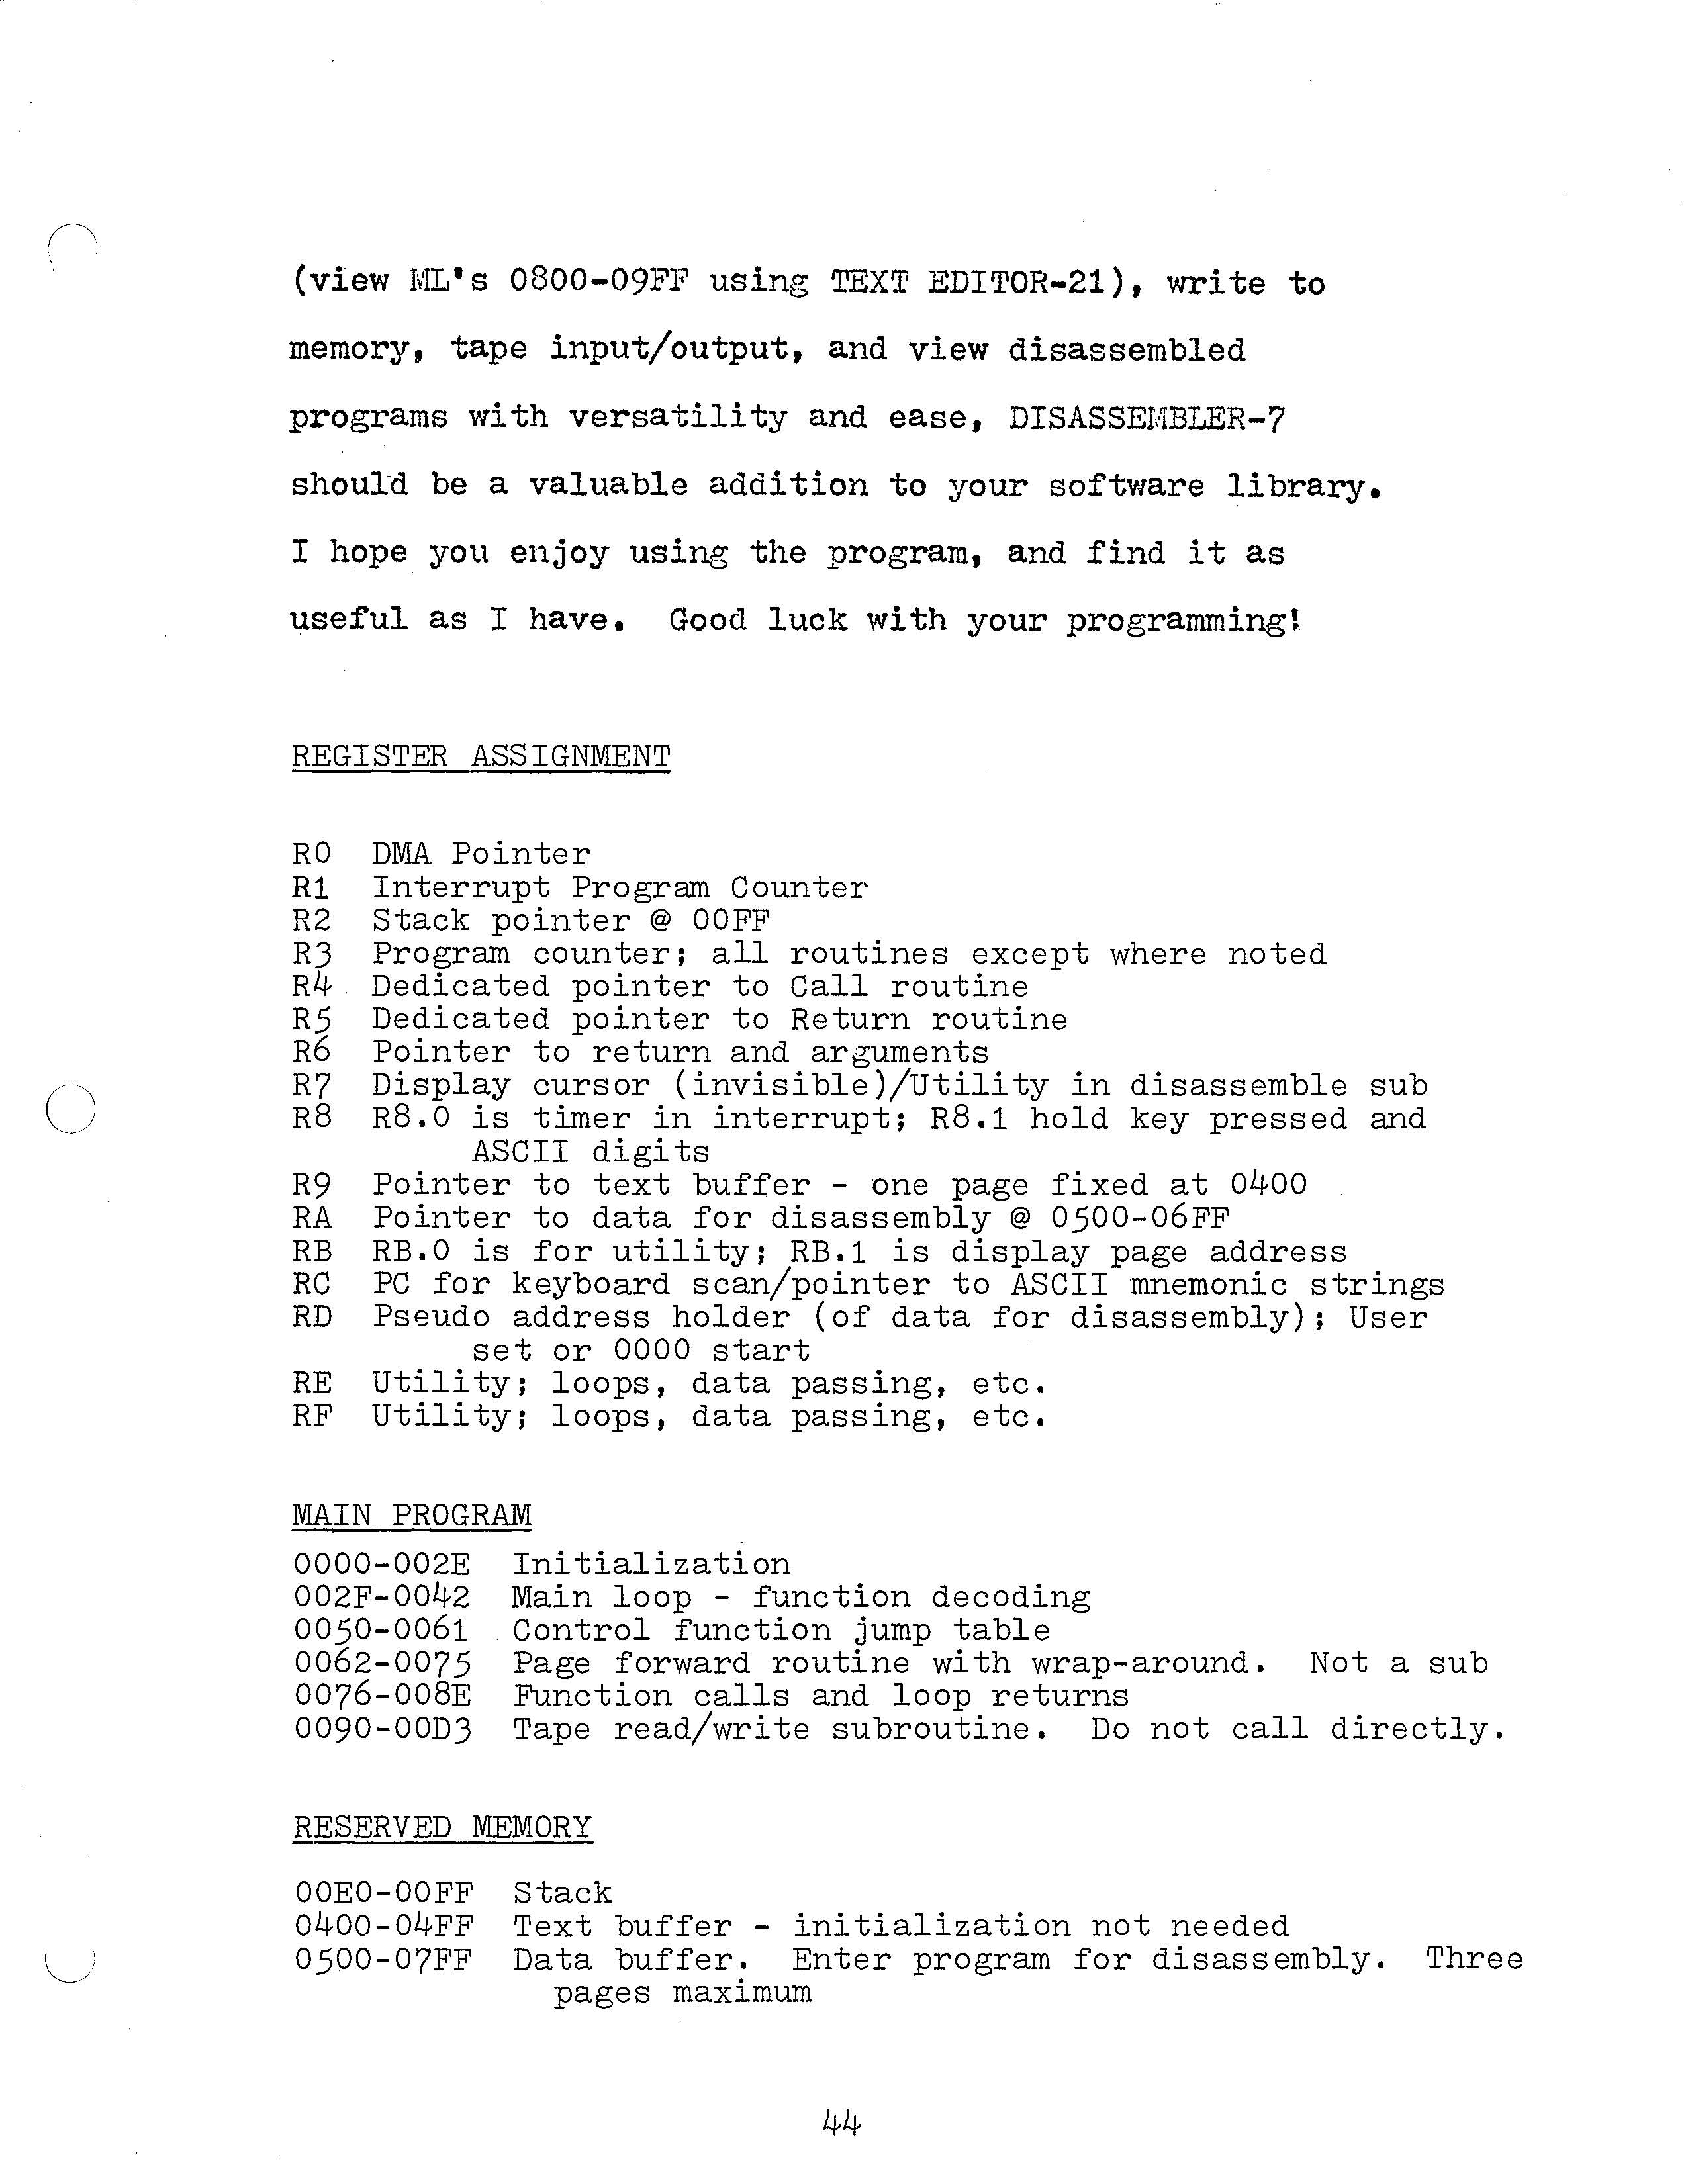 (view ML's 0800-09FF using TEXT EDITOR-21), write to
memory, tape input/output, and view disassembled
programs with versatility and ease, DISASSEMBLER-7
should be a valuable addition to your software library.
I hope you enjoy using the program, and find it as
useful as I have.  Good luck with your programming!
REGISTER ASSIGNMENT
R0  DMA Pointer
R1  Interrupt Program Counter
R2  Stack pointer @ 00FF
R3  Program counter; all routines except where noted
R4  Dedicated pointer to Call routine
R5  Dedicated pointer to Return routine
R6  Pointer to return and arguments
R7  Display cursor (invisible)/Utility in disassemble sub
R8  R8.0 is timer in interrupt; R8.1 hold key pressed and
ASCII digits
R9  Pointer to text buffer - one page fixed at 0400
RA  Pointer to data for disassembly @ 0500-06FF
RB  RB.0 is for utility; RB.1 is display page address
RC  PC for keyboard scan/pointer to ASCII mnemonic strings
RD  Pseudo address holder (of data for disassembly); User
set or 0000 start
RE  Utility; loops, data passing, etc.
RF  Utility; loops, data passing, etc.
MAIN PROGRAM
0000-002E  Initialization
002F-0042  Main loop - function decoding
0050-0061  Control function jump table
0062-0075  Page forward routine with wrap-around.  Not a sub
0076-008E  Function calls and loop returns
0090-00D3  Tape read/write subroutine.  Do not call directly.
RESERVED MEMORY
00E0-00FF  Stack
0400-04FF  Text buffer - initialization not needed
0500-07FF  Data buffer.  Enter program for disassembly.  Three
pages maximum
44